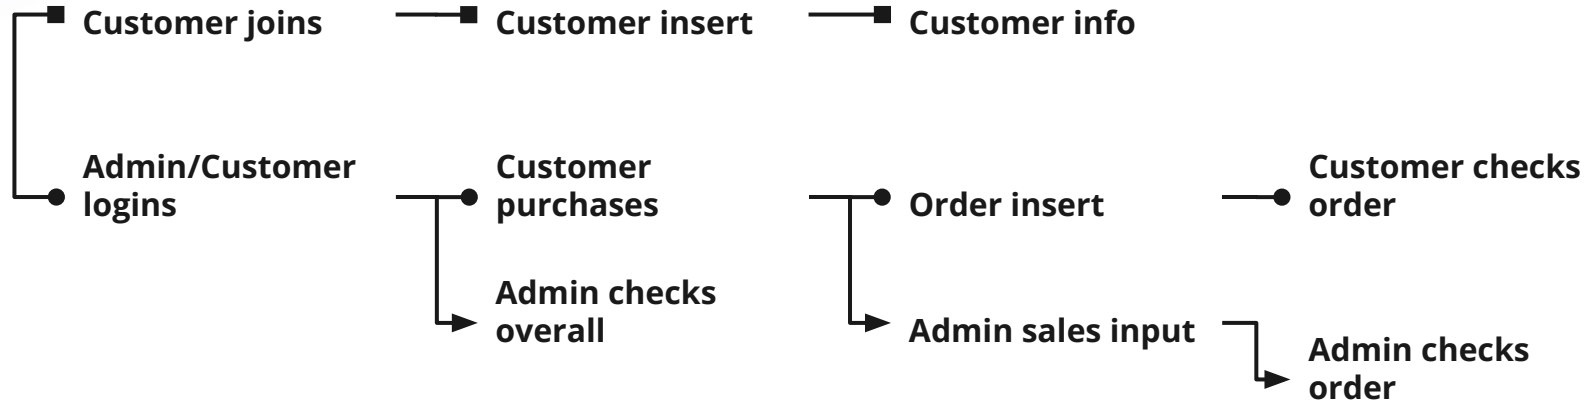 Customer joins
Customer insert
Customer info
Admin/Customer
logins
Customer
purchases
Order insert
Customer checks
order
Admin checks
overall
Admin sales input
Admin checks
order